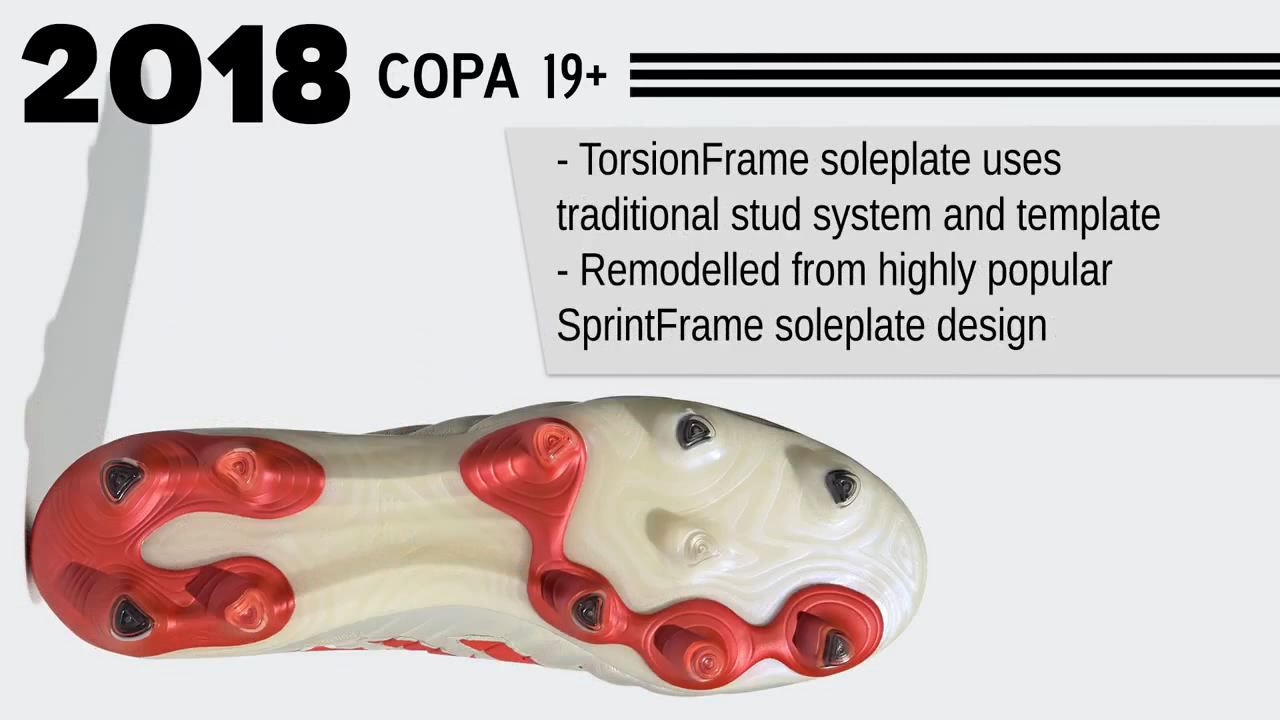 2018 COPA 19+
- TorsionFrame soleplate uses
traditional stud system and template
- Remodelled from highly popular
SprintFrame soleplate design